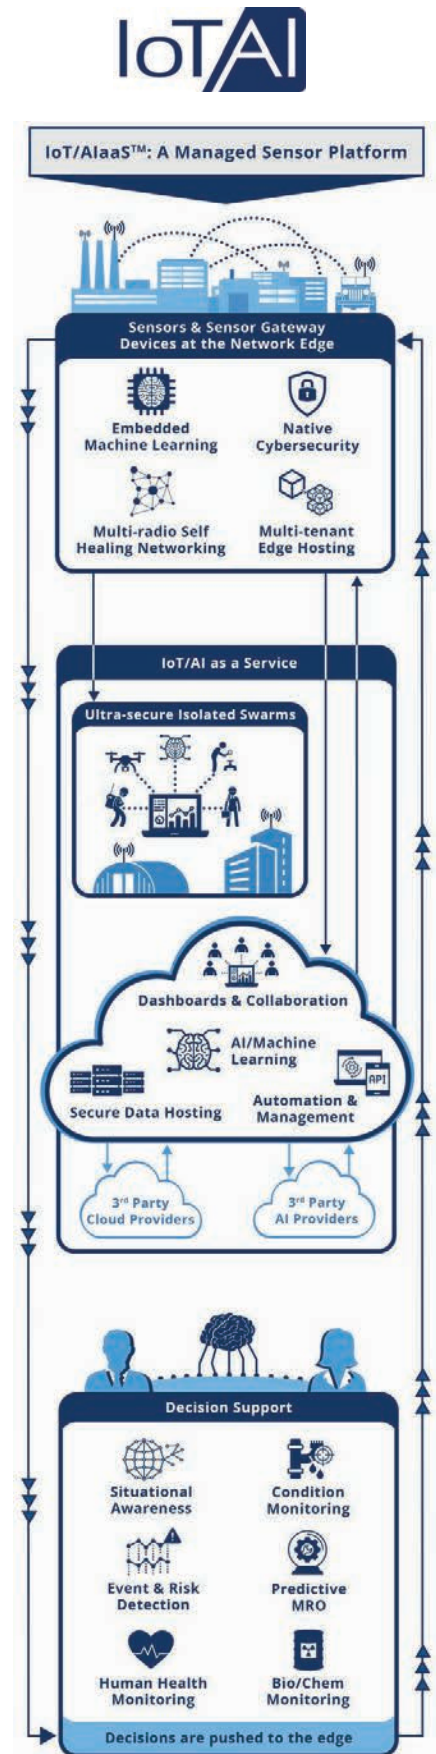 IoT/AI
IoT/AIaaS™: A Managed Sensor Platform
Sensors & Sensor Gateway
Devices at the Network Edge
Embedded
Machine Learning
Native
Cybersecurity
Multi-radio Self
Healing Networking
Multi-tenant
Edge Hosting
IoT/AI as a Service
Ultra-secure Isolated Swarms
Dashboards & Collaboration
AI/Machine
Learning
API
Secure Data Hosting
Automation &
Management
3rd Party
Cloud Providers
3rd Party
AI Providers
Decision Support
Situational
Awareness
Condition
Monitoring
Event & Risk
Detection
Predictive
MRO
Human Health
Monitoring
Bio/Chem
Monitoring
Decisions are pushed to the edge